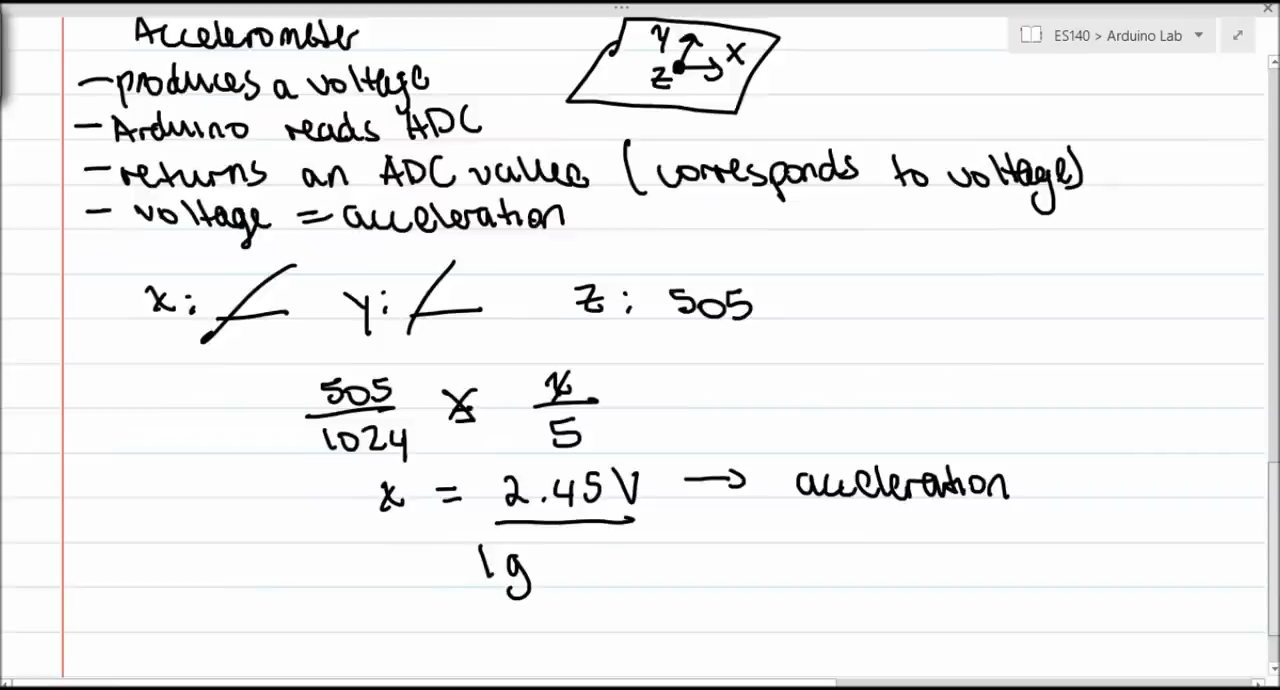 ES140 > Arduino Lab
Accelerometer
Y X
Z
- produces a voltage
- Arduino reads ADC
- returns an ADC value (corresponds to voltage)
- voltage = acceleration
x: y: z: 505
505 x
1024 5
x = 2.45V → acceleration
1g